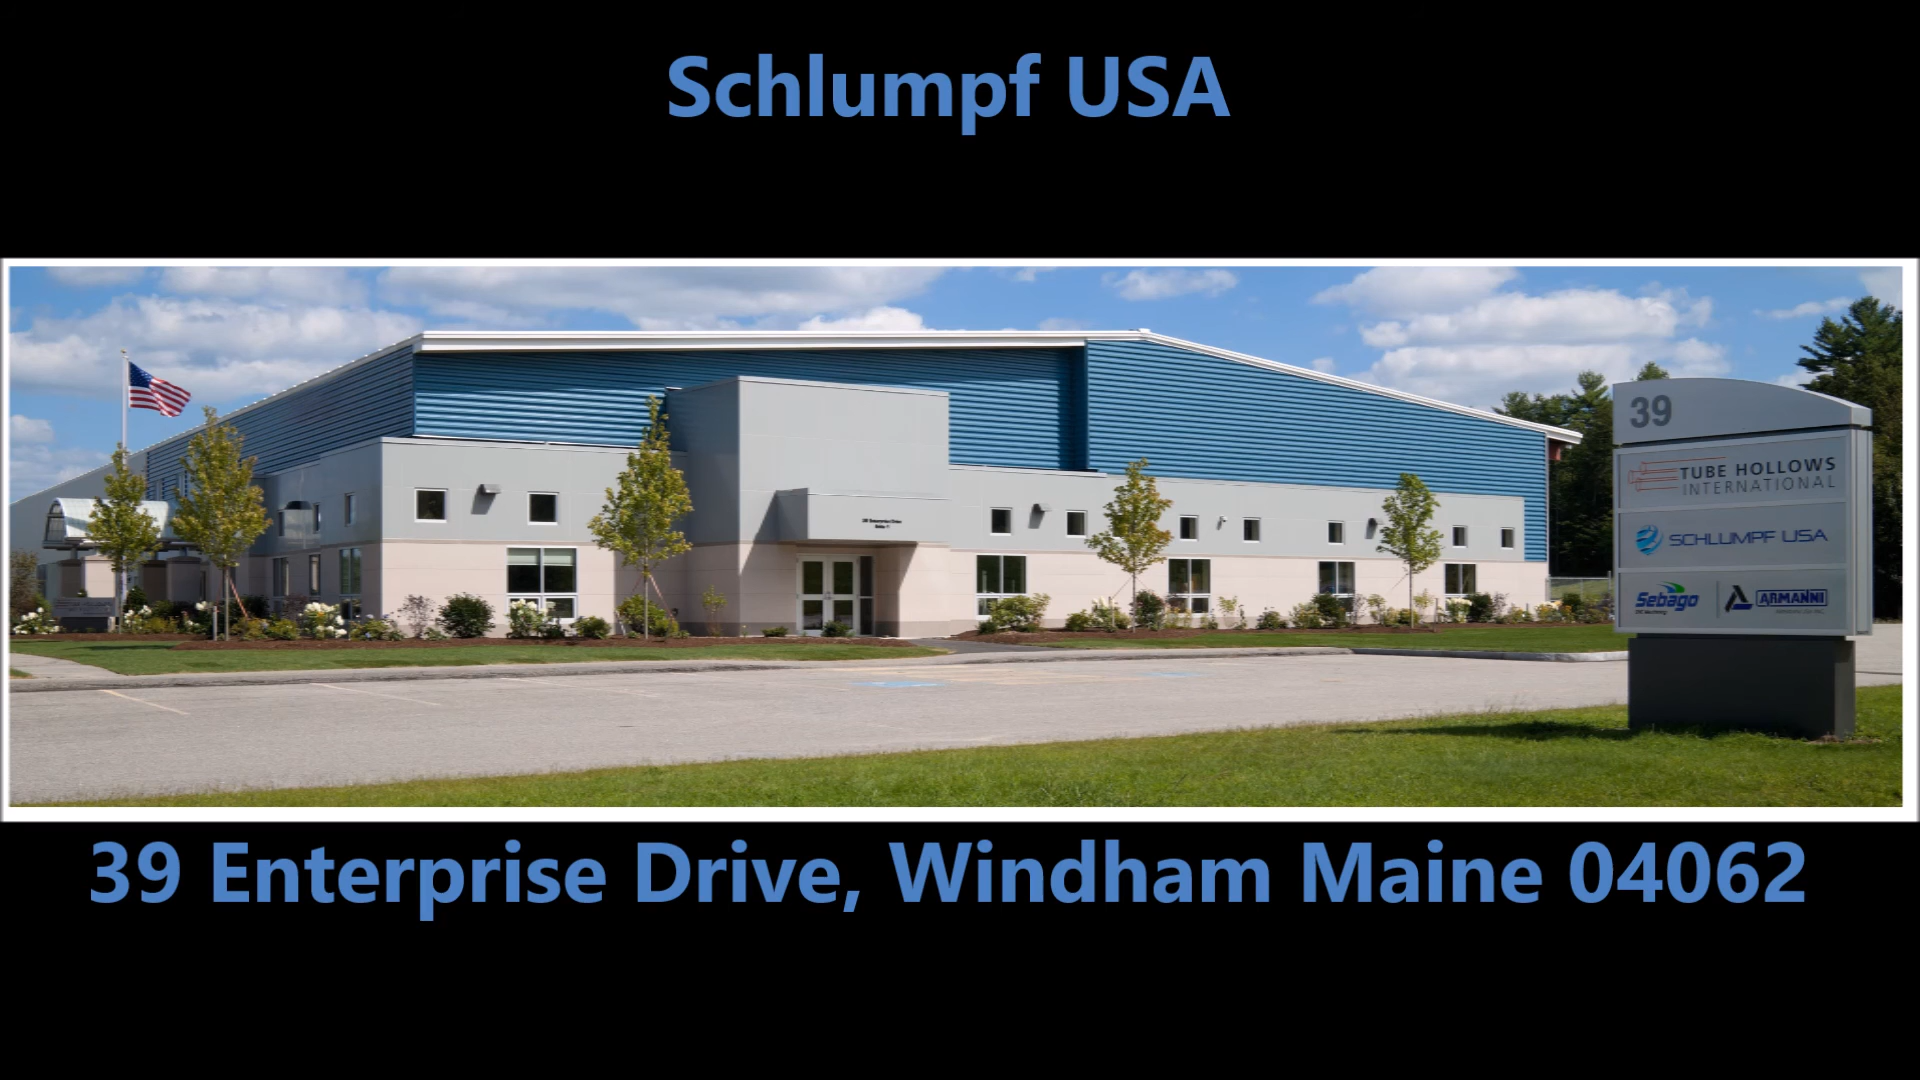 Schlumpf USA
39
TUBE HOLLOWS
INTERNATIONAL
SCHLUMPF USA
Sebago
ARMANNI
39 Enterprise Drive, Windham Maine 04062